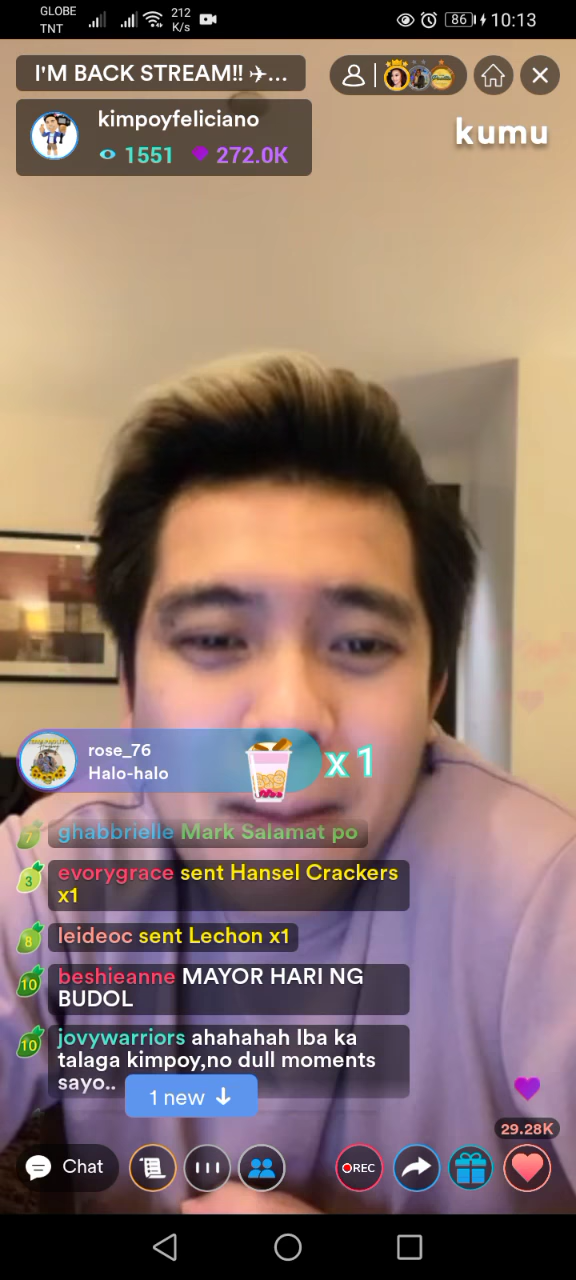 GLOBE
TNT
212
K/s
86
10:13
I'M BACK STREAM!! ✈...
kimpoyfeliciano
1551
272.0K
kumu
rose_76
Halo-halo
x 1
7
ghabbrielle Mark Salamat po
3
evorygrace sent Hansel Crackers
x1
8
leideoc sent Lechon x1
10
beshieanne MAYOR HARI NG
BUDOL
10
jovywarriors ahahahah Iba ka
talaga kimpoy,no dull moments
sayo..
1 new ↓
29.28K
Chat
REC